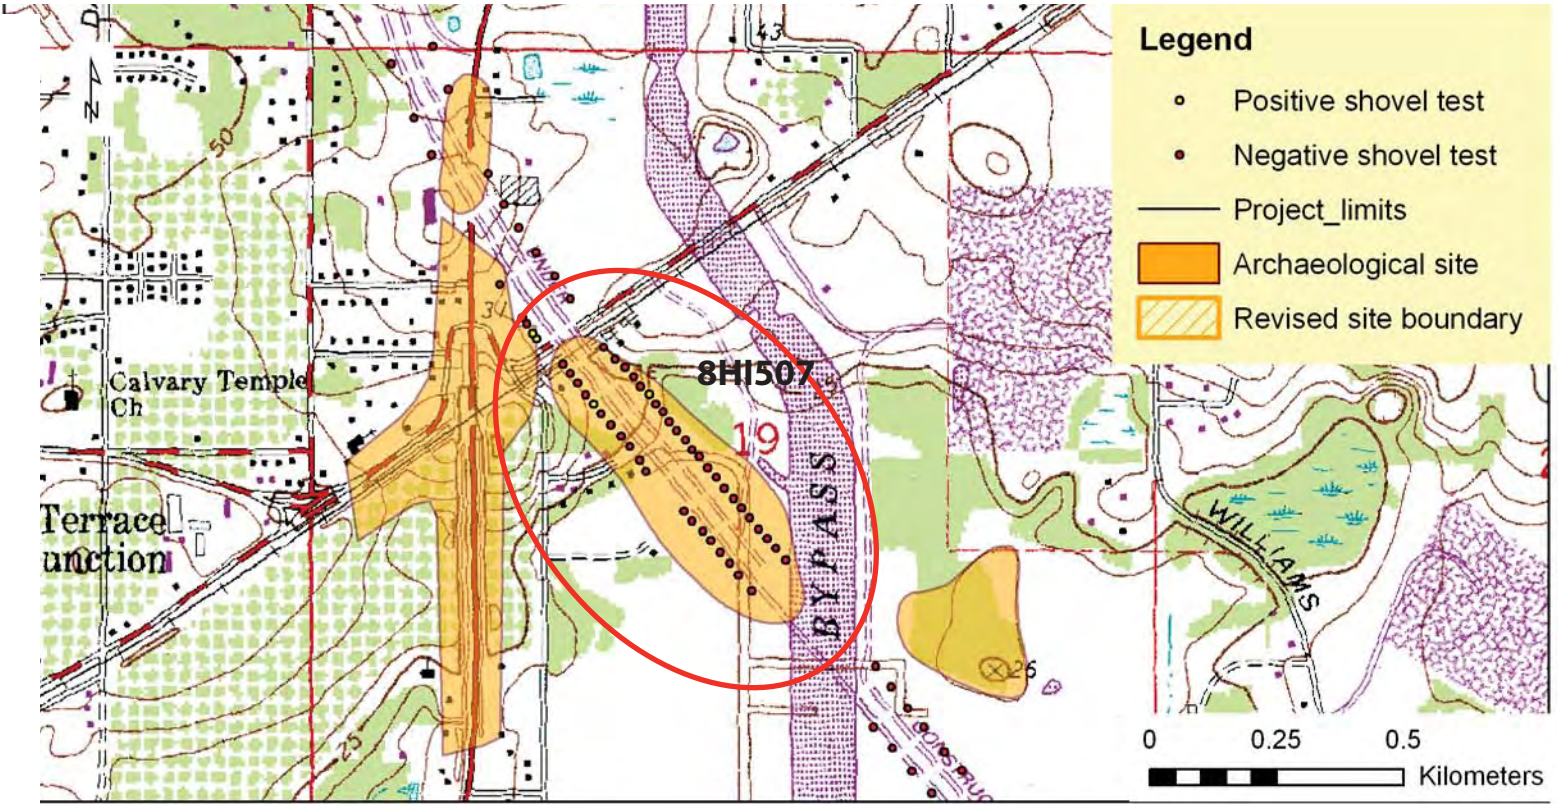 43
50
34
8HI507
19
Calvary Temple
Ch
Terrace
unction
BYPASS
WILLIAMS
26
25
Legend
Positive shovel test
Negative shovel test
Project_limits
Archaeological site
Revised site boundary
0 0.25 0.5
Kilometers